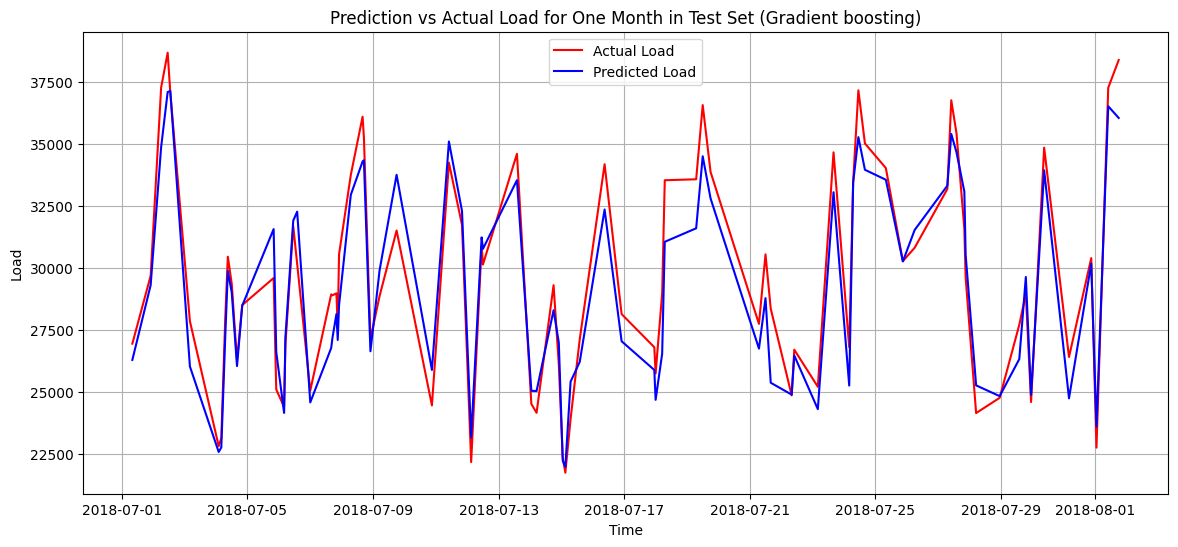 Prediction vs Actual Load for One Month in Test Set (Gradient boosting)
Actual Load
Predicted Load
37500
35000
32500
30000
27500
25000
22500
Load
2018-07-01 2018-07-05 2018-07-09 2018-07-13 2018-07-17 2018-07-21 2018-07-25 2018-07-29 2018-08-01
Time